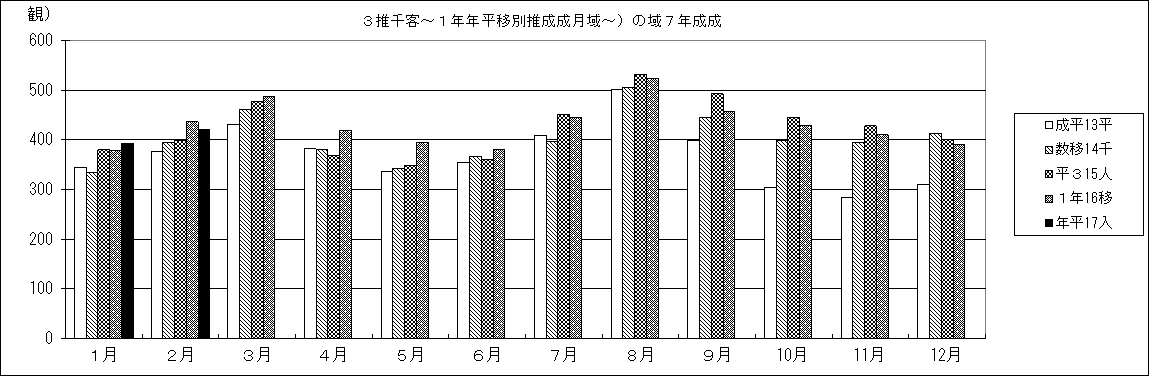 観）
３推千客～１年年平移別推成成月域～）の域７年成成
600
500
400
300
200
100
0
１月 ２月 ３月 ４月 ５月 ６月 ７月 ８月 ９月 10月 11月 12月
成平13平
数移14千
平３15人
１年16移
年平17入